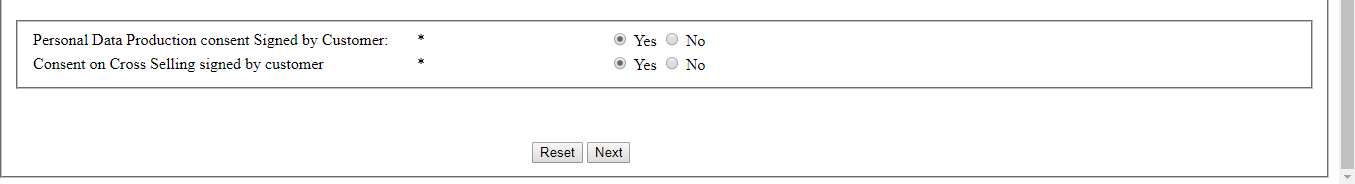 Personal Data Production consent Signed by Customer: * Yes No
Consent on Cross Selling signed by customer * Yes No
Reset Next